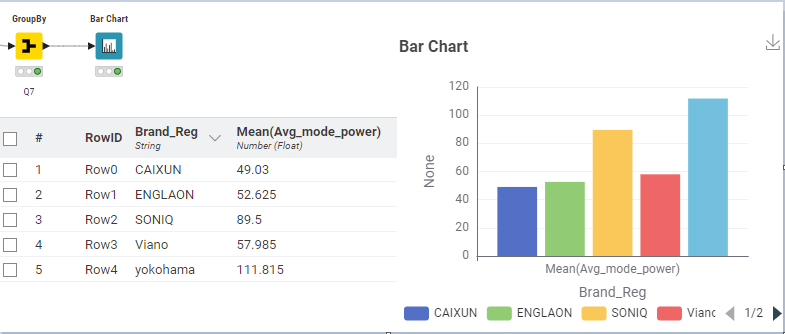 GroupBy
Bar Chart
Q7
# RowID Brand_Reg Mean(Avg_mode_power)
String Number (Float)
1 Row0 CAIXUN 49.03
2 Row1 ENGLAON 52.625
3 Row2 SONIQ 89.5
4 Row3 Viano 57.985
5 Row4 yokohama 111.815
Bar Chart
120
100
80
60
40
20
0
None
Mean(Avg_mode_power)
Brand_Reg
CAIXUN ENGLAON SONIQ Viano 1/2